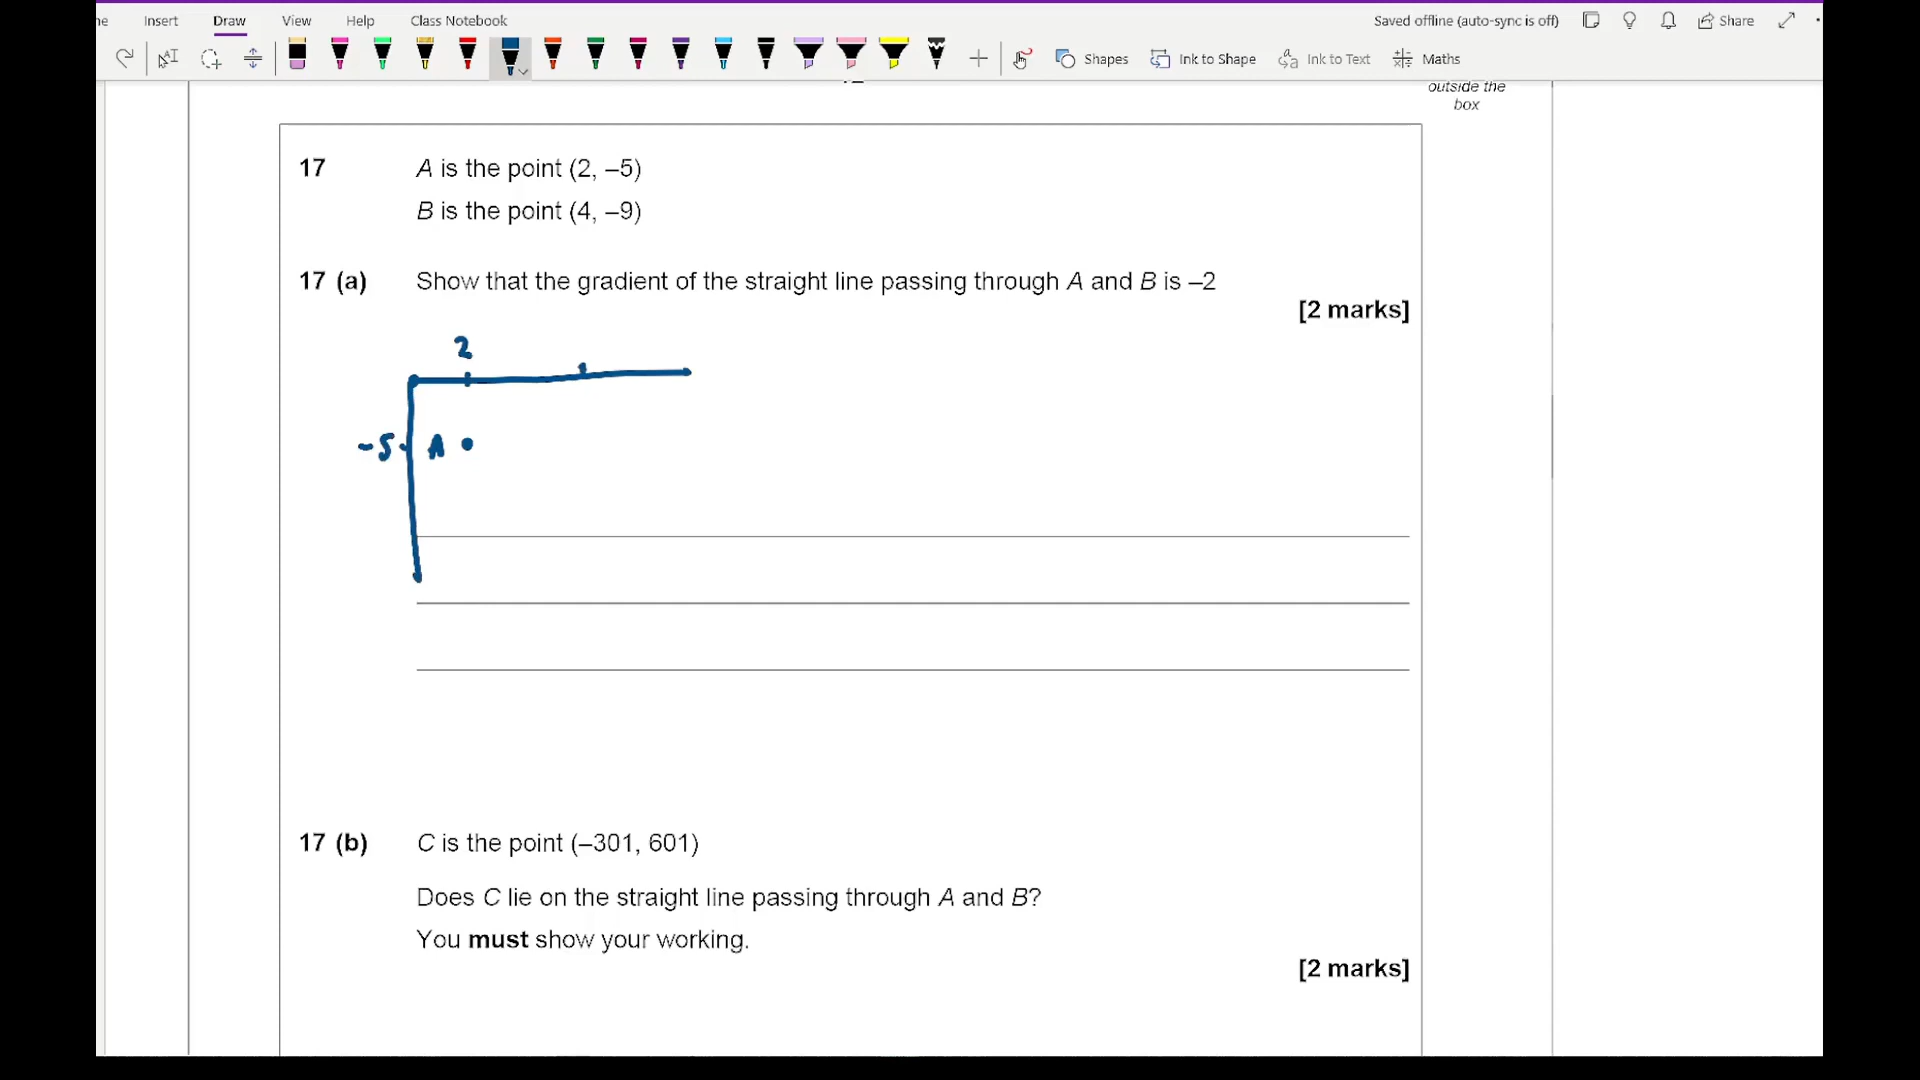 Insert Draw View Help Class Notebook Saved offline (auto-sync is off) Share
Shapes Ink to Shape Ink to Text Maths
outside the
box
17 A is the point (2, –5)
B is the point (4, –9)
17 (a) Show that the gradient of the straight line passing through A and B is –2
[2 marks]
2
-5 A
17 (b) C is the point (–301, 601)
Does C lie on the straight line passing through A and B?
You must show your working.
[2 marks]